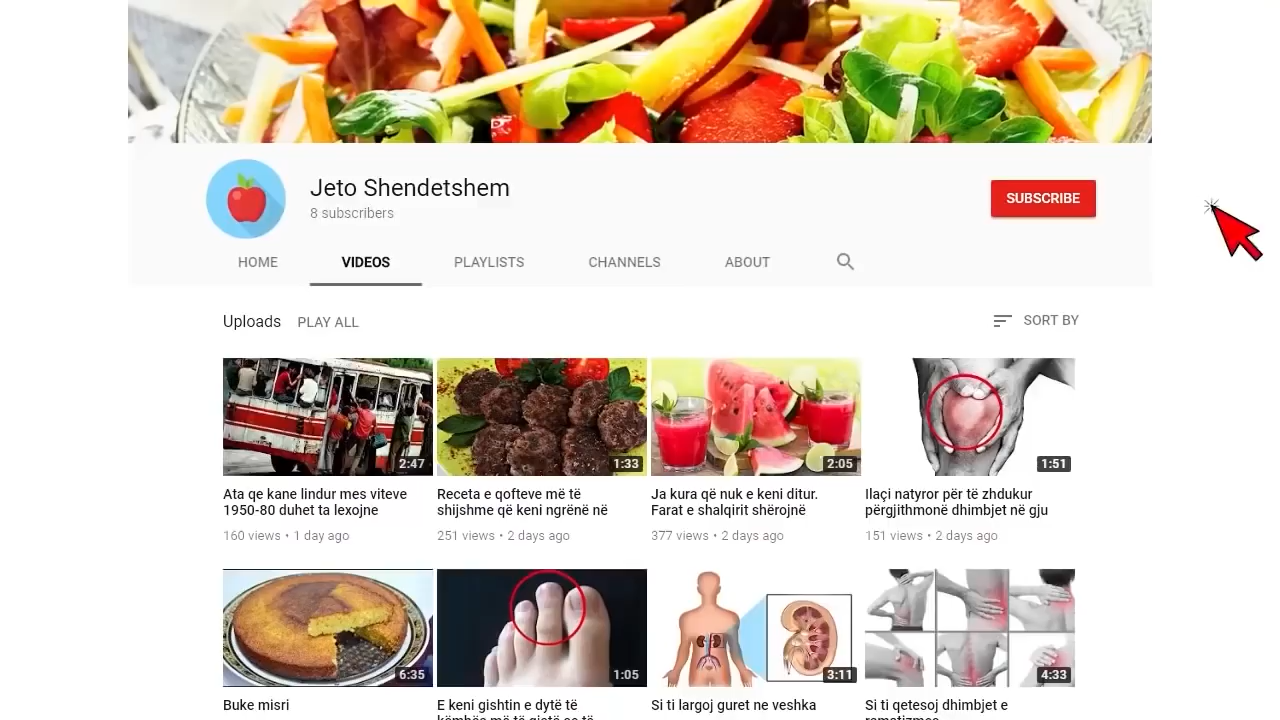 Jeto Shendetshem
8 subscribers
SUBSCRIBE
HOME VIDEOS PLAYLISTS CHANNELS ABOUT
Uploads PLAY ALL SORT BY
2:47 1:33 2:05 1:51
Ata qe kane lindur mes viteve
1950-80 duhet ta lexojne
160 views • 1 day ago
Receta e qofteve më të
shijshme që keni ngrënë në
251 views • 2 days ago
Ja kura që nuk e keni ditur.
Farat e shalqirit shërojnë
377 views • 2 days ago
Ilaçi natyror për të zhdukur
përgjithmonë dhimbjet në gju
151 views • 2 days ago
6:35 1:05 3:11 4:33
Buke misri
E keni gishtin e dytë të
Si ti largoj guret ne veshka
Si ti qetesoj dhimbjet e